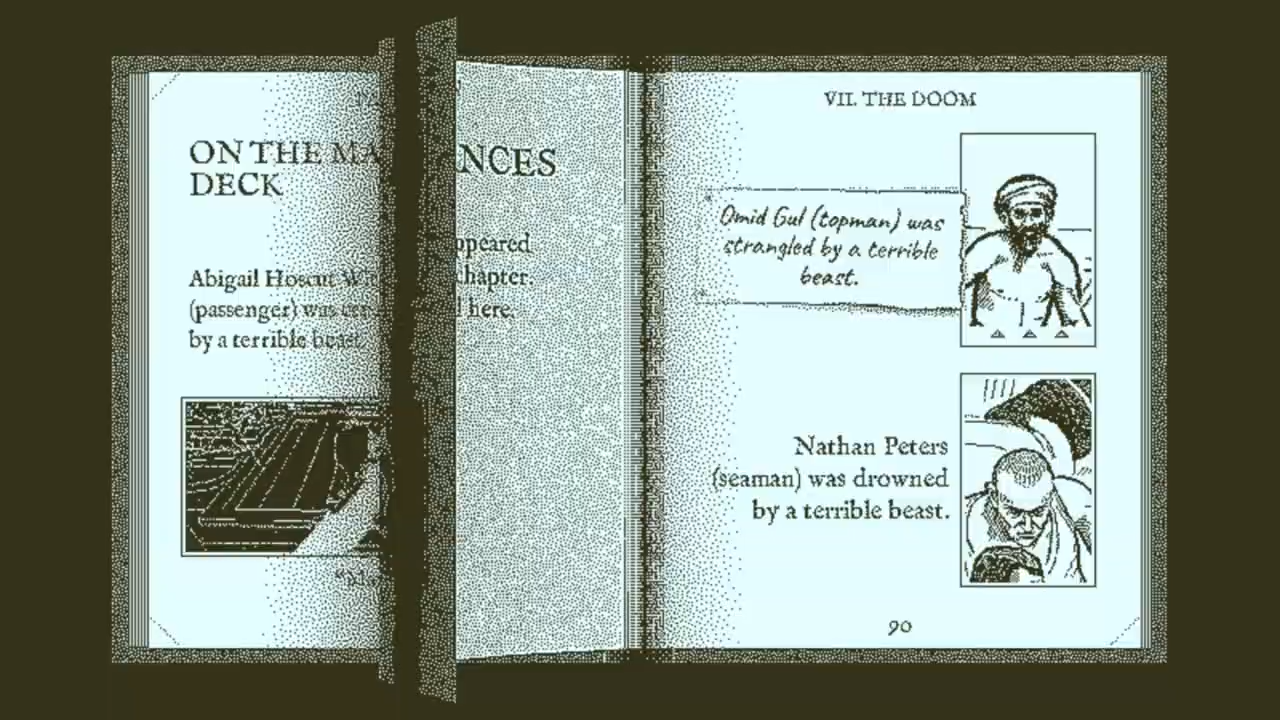 ON THE MA
DECK
Abigail Hoscut W
(passenger) was
by a terrible beast.
NCES
ppeared
chapter.
here.
VII. THE DOOM
Omid Gul (topman) was
strangled by a terrible
beast.
Nathan Peters
(seaman) was drowned
by a terrible beast.
90